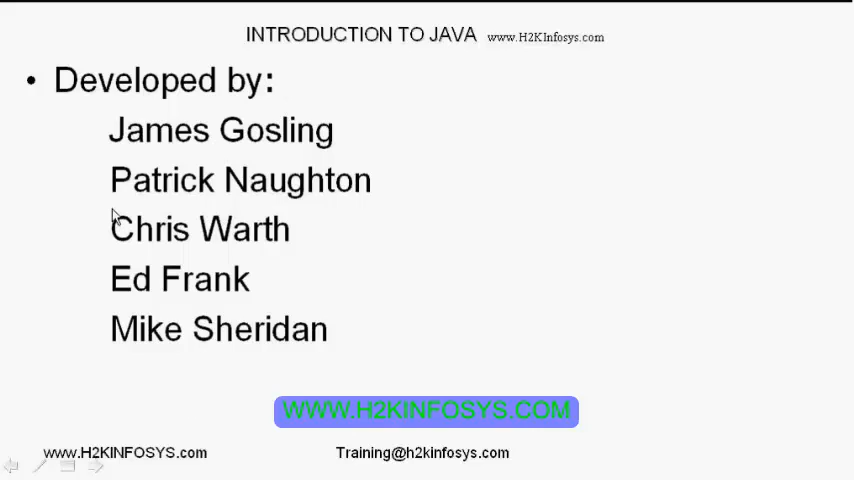 INTRODUCTION TO JAVA www.H2KInfosys.com
• Developed by:
James Gosling
Patrick Naughton
Chris Warth
Ed Frank
Mike Sheridan
WWW.H2KINFOSYS.COM
www.H2KINFOSYS.com Training@h2kinfosys.com